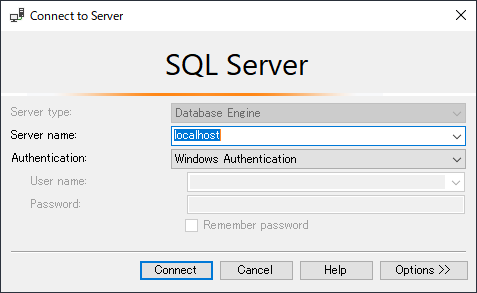 Connect to Server
SQL Server
Server type: Database Engine
Server name: localhost
Authentication: Windows Authentication
User name:
Password:
Remember password
Connect Cancel Help Options >>